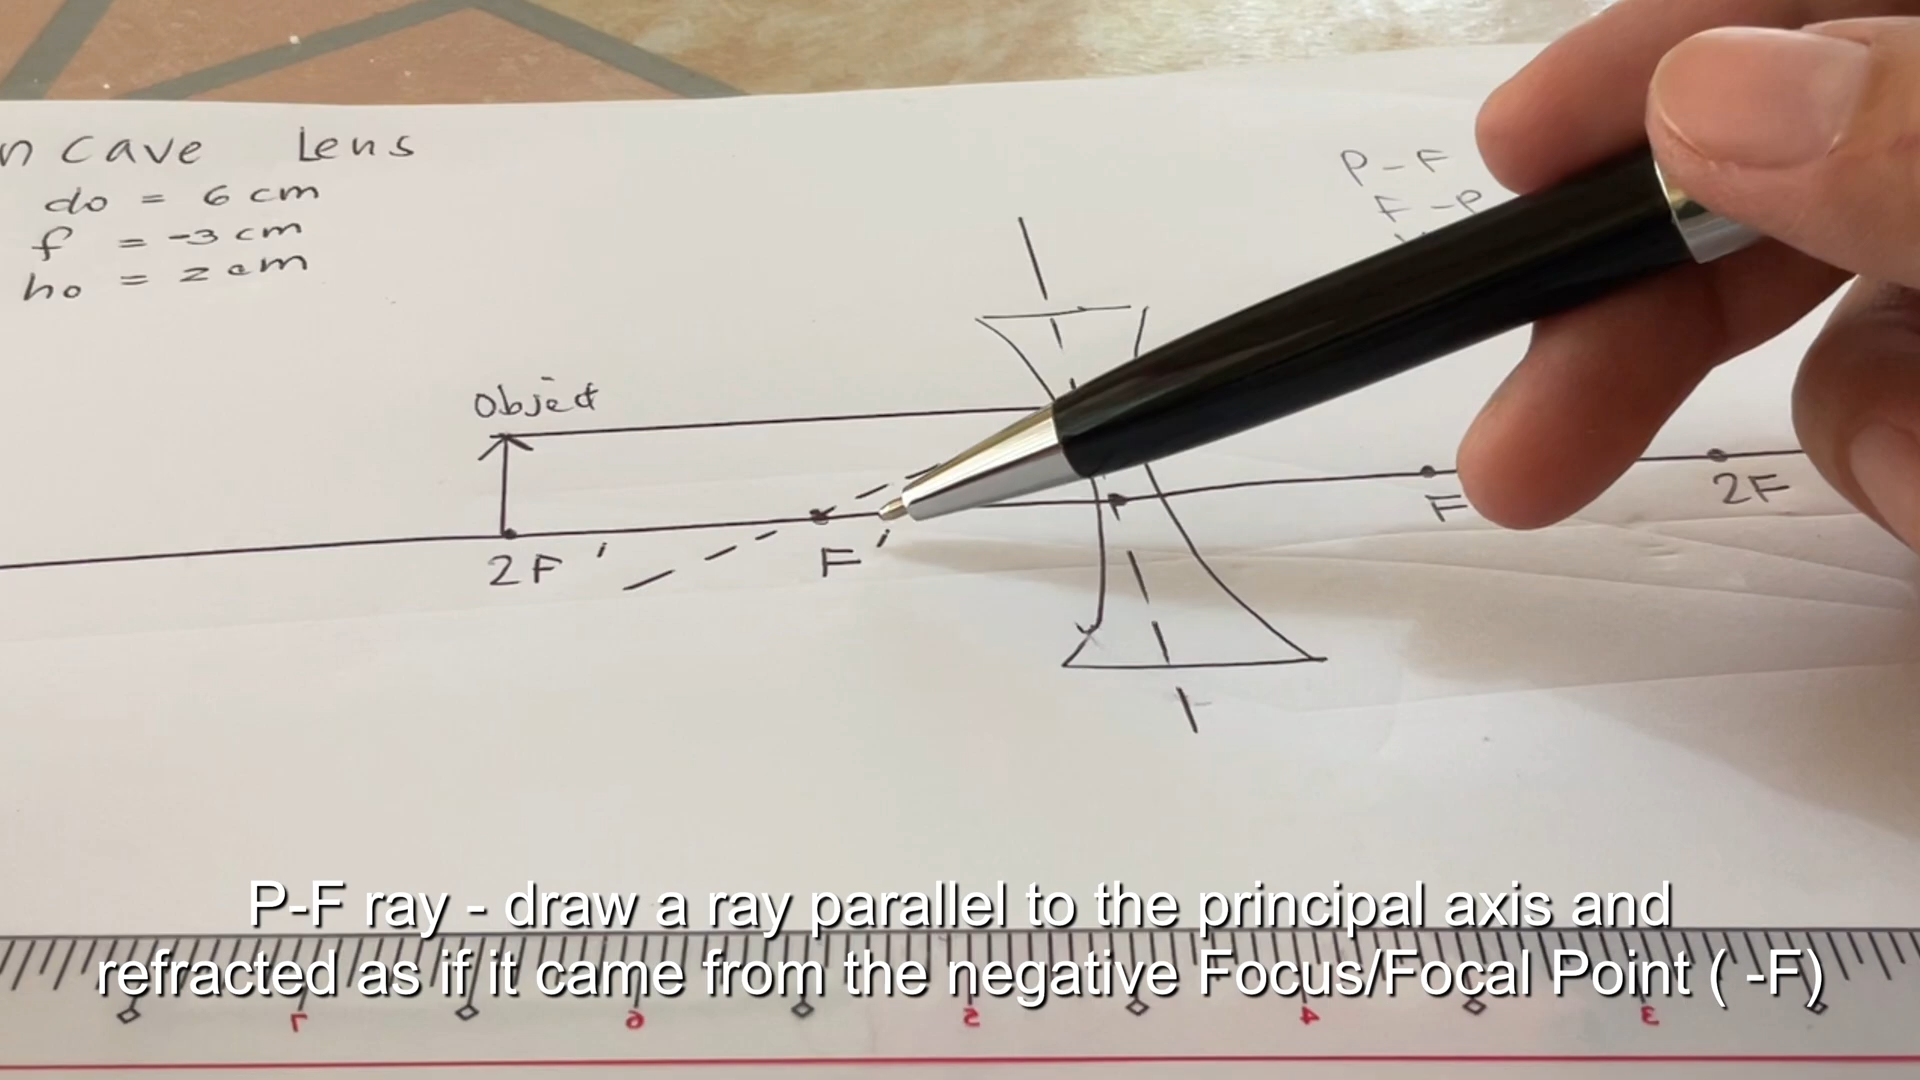 n cave Lens
do = 6 cm
f = -3 cm
ho = 2 cm
P-F
F-P
Object
2F'
F'
F
2F
P-F ray - draw a ray parallel to the principal axis and
refracted as if it came from the negative Focus/Focal Point ( -F)